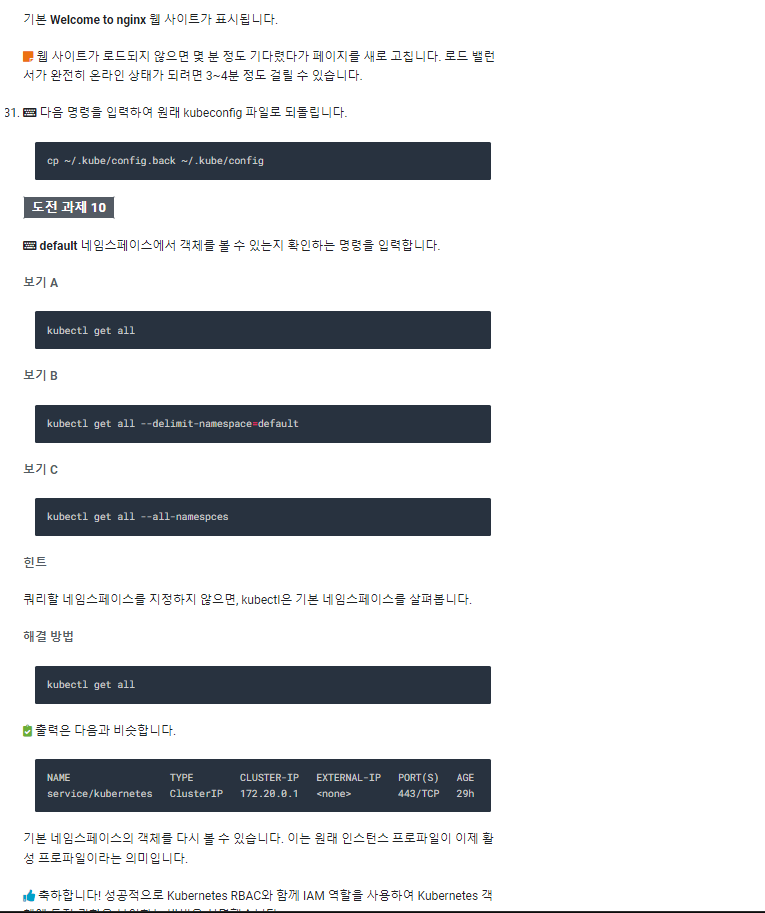 기본 Welcome to nginx 웹 사이트가 표시됩니다.
웹 사이트가 로드되지 않으면 몇 분 정도 기다렸다가 페이지를 새로 고칩니다. 로드 밸런
서가 완전히 온라인 상태가 되려면 3~4분 정도 걸릴 수 있습니다.
31. 다음 명령을 입력하여 원래 kubeconfig 파일로 되돌립니다.
cp ~/.kube/config.back ~/.kube/config
도전 과제 10
default 네임스페이스에서 객체를 볼 수 있는지 확인하는 명령을 입력합니다.
보기 A
kubectl get all
보기 B
kubectl get all --delimit-namespace=default
보기 C
kubectl get all --all-namespces
힌트
쿼리할 네임스페이스를 지정하지 않으면, kubectl은 기본 네임스페이스를 살펴봅니다.
해결 방법
kubectl get all
출력은 다음과 비슷합니다.
NAME TYPE CLUSTER-IP EXTERNAL-IP PORT(S) AGE
service/kubernetes ClusterIP 172.20.0.1 <none> 443/TCP 29h
기본 네임스페이스의 객체를 다시 볼 수 있습니다. 이는 원래 인스턴스 프로파일이 이제 활
성 프로파일이라는 의미입니다.
축하합니다! 성공적으로 Kubernetes RBAC와 함께 IAM 역할을 사용하여 Kubernetes 객